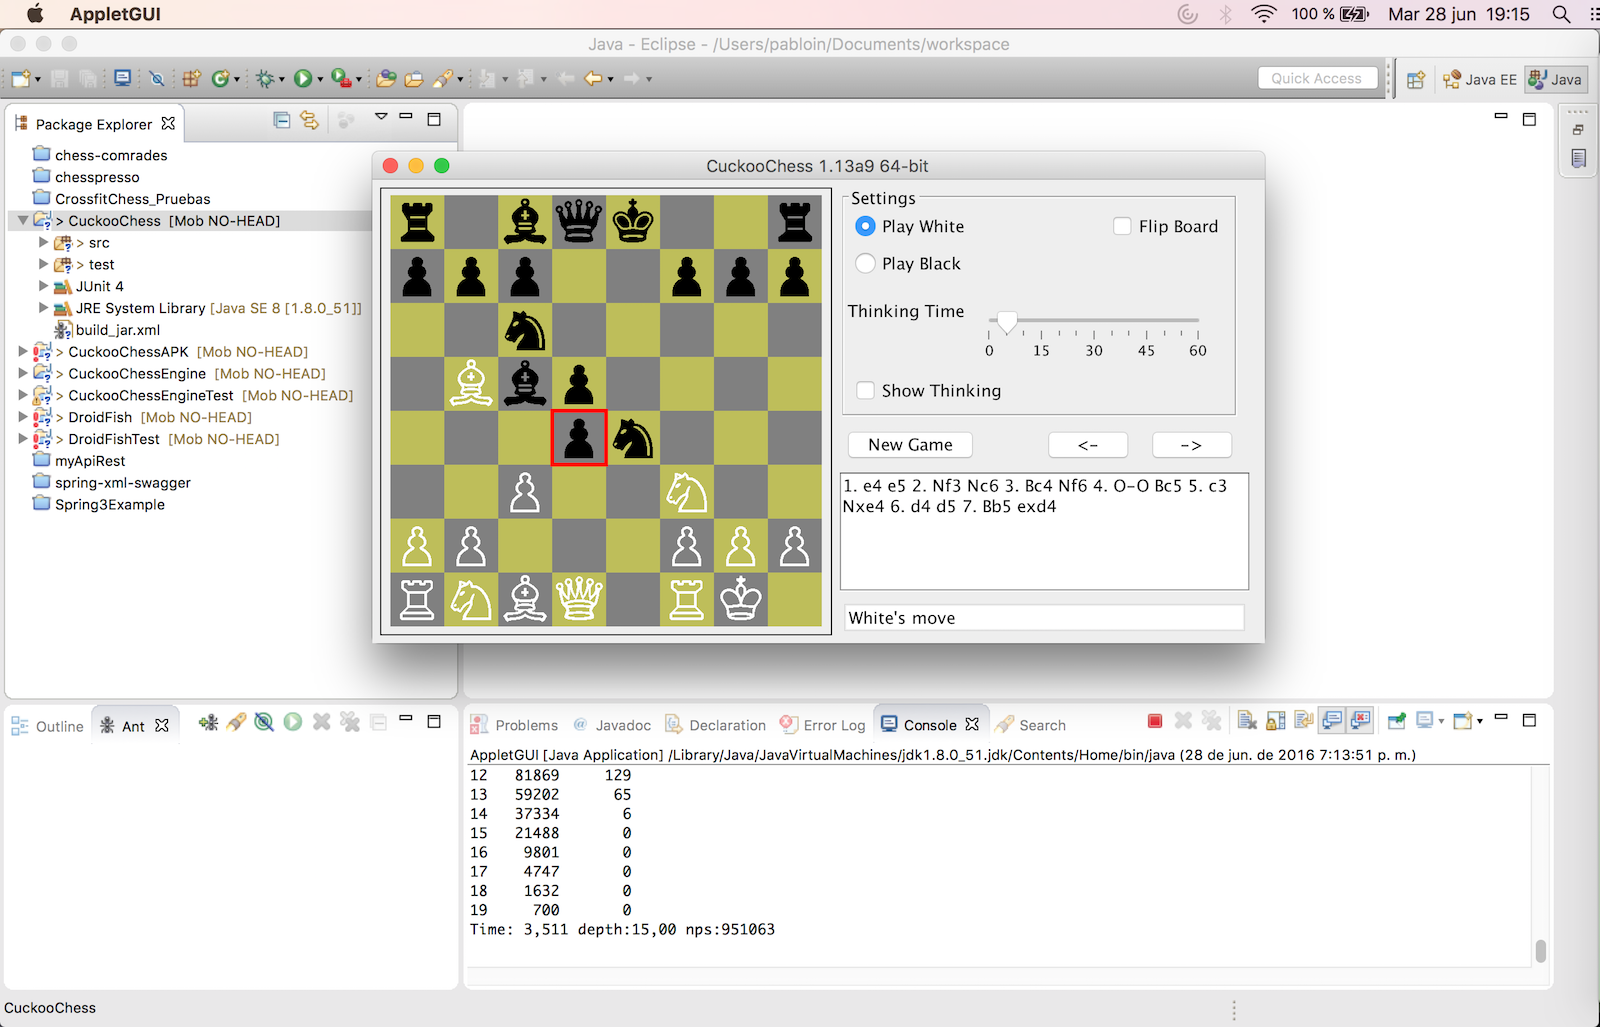 AppletGUI 100 % Mar 28 jun 19:15
Java - Eclipse - /Users/pabloin/Documents/workspace
Quick Access Java EE Java
Package Explorer
chess-comrades
chesspresso
CrossfitChess_Pruebas
> CuckooChess [Mob NO-HEAD]
> src
> test
JUnit 4
JRE System Library [Java SE 8 [1.8.0_51]]
build_jar.xml
> CuckooChessAPK [Mob NO-HEAD]
> CuckooChessEngine [Mob NO-HEAD]
> CuckooChessEngineTest [Mob NO-HEAD]
> DroidFish [Mob NO-HEAD]
> DroidFishTest [Mob NO-HEAD]
myApiRest
spring-xml-swagger
Spring3Example
CuckooChess 1.13a9 64-bit
Settings
Play White Flip Board
Play Black
Thinking Time
0 15 30 45 60
Show Thinking
New Game <- ->
1. e4 e5 2. Nf3 Nc6 3. Bc4 Nf6 4. O-O Bc5 5. c3
Nxe4 6. d4 d5 7. Bb5 exd4
White's move
Outline Ant
Problems @ Javadoc Declaration Error Log Console Search
AppletGUI [Java Application] /Library/Java/JavaVirtualMachines/jdk1.8.0_51.jdk/Contents/Home/bin/java (28 de jun. de 2016 7:13:51 p. m.)
12 81869 129
13 59202 65
14 37334 6
15 21488 0
16 9801 0
17 4747 0
18 1632 0
19 700 0
Time: 3,511 depth:15,00 nps:951063
CuckooChess